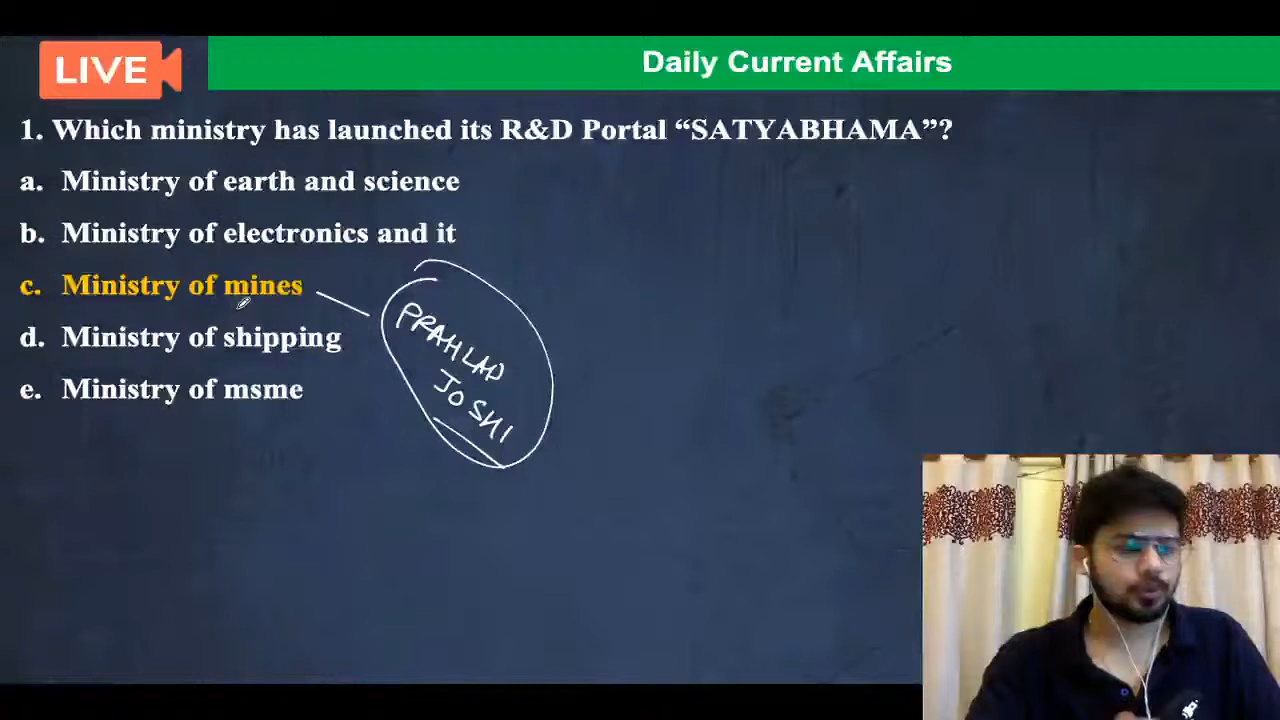 LIVE
Daily Current Affairs
1. Which ministry has launched its R&D Portal “SATYABHAMA”?
a. Ministry of earth and science
b. Ministry of electronics and it
c. Ministry of mines
d. Ministry of shipping
e. Ministry of msme
PRAHLAD
JOSHI